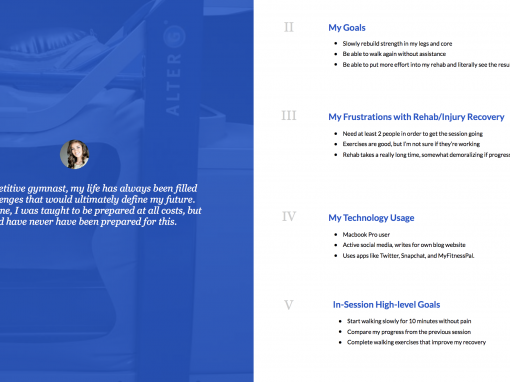 ALTER G
etitive gymnast, my life has always been filled
enges that would ultimately define my future.
ne, I was taught to be prepared at all costs, but
d have never have been prepared for this.
II
My Goals
Slowly rebuild strength in my legs and core
Be able to walk again without assistance
Be able to put more effort into my rehab and literally see the resu
III
My Frustrations with Rehab/Injury Recovery
Need at least 2 people in order to get the session going
Exercises are good, but I'm not sure if they're working
Rehab takes a really long time, somewhat demoralizing if progress
IV
My Technology Usage
Macbook Pro user
Active social media, writes for own blog website
Uses apps like Twitter, Snapchat, and MyFitnessPal.
V
In-Session High-level Goals
Start walking slowly for 10 minutes without pain
Compare my progress from the previous session
Complete walking exercises that improve my recovery